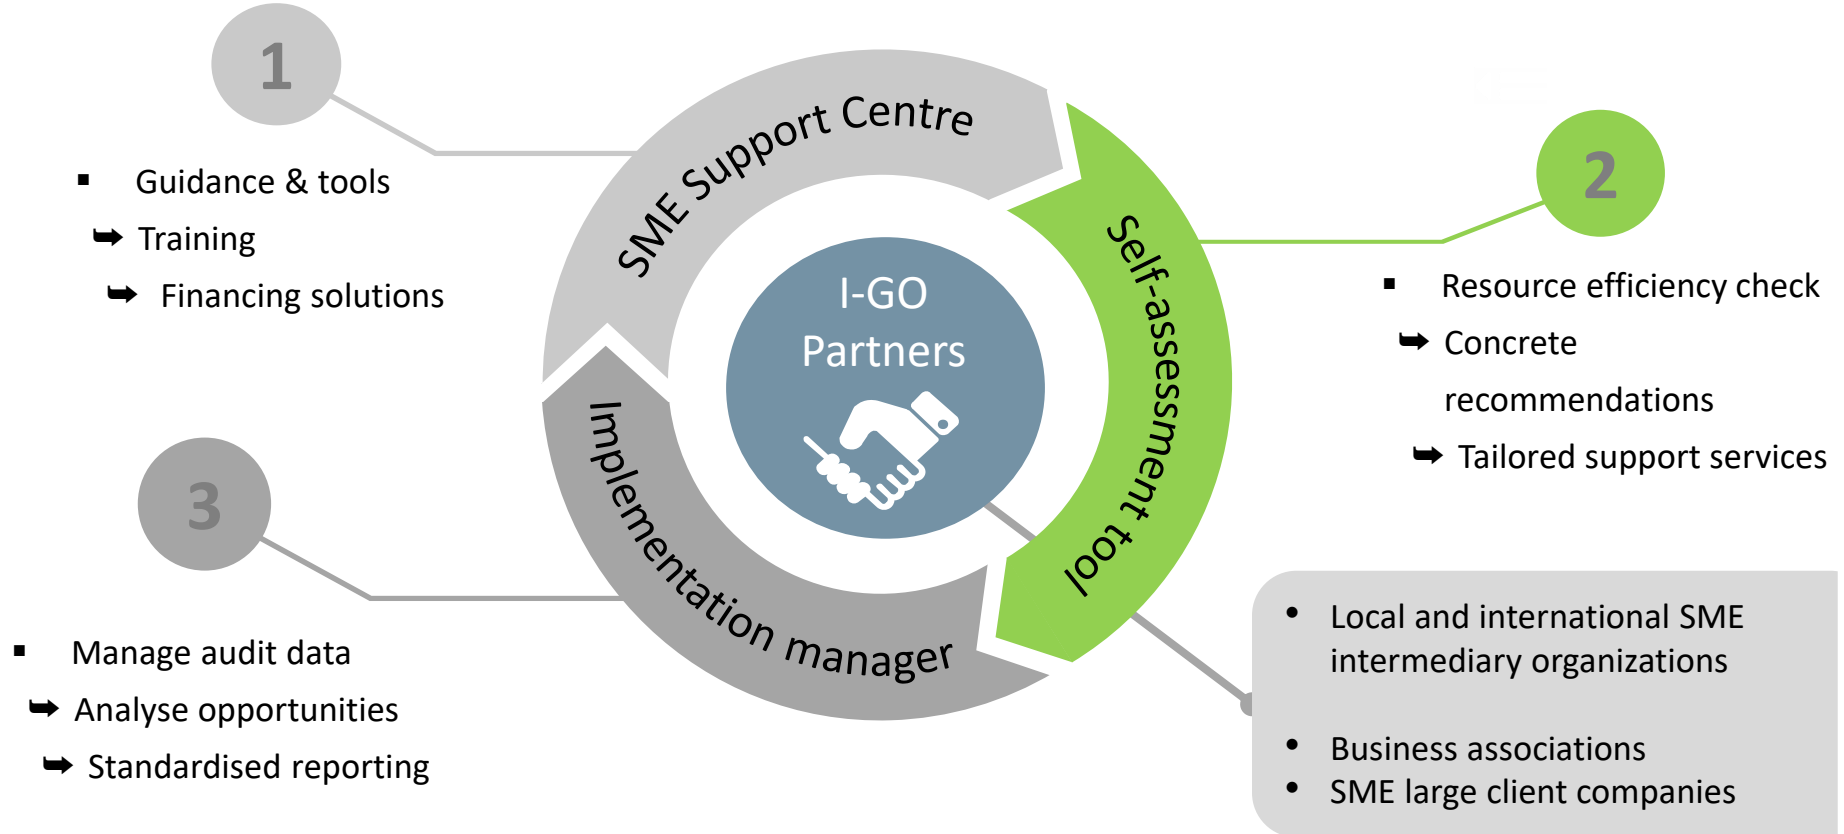 1
SME Support Centre
▪ Guidance & tools
➥ Training
➥ Financing solutions
2
Self-assessment tool
▪ Resource efficiency check
➥ Concrete
recommendations
➥ Tailored support services
I-GO
Partners
3
Implementation manager
▪ Manage audit data
➥ Analyse opportunities
➥ Standardised reporting
• Local and international SME
intermediary organizations
• Business associations
• SME large client companies